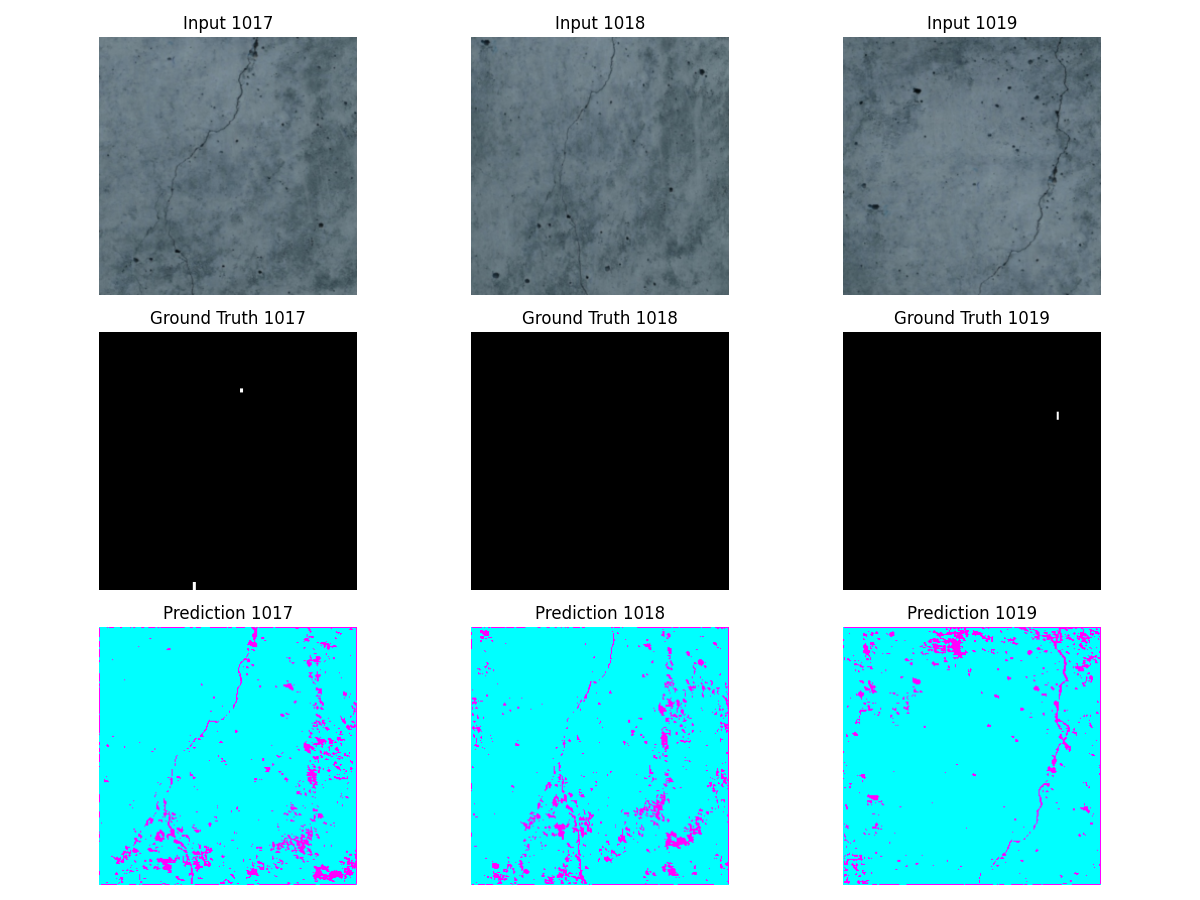 Input 1017
Input 1018
Input 1019
Ground Truth 1017
Ground Truth 1018
Ground Truth 1019
Prediction 1017
Prediction 1018
Prediction 1019